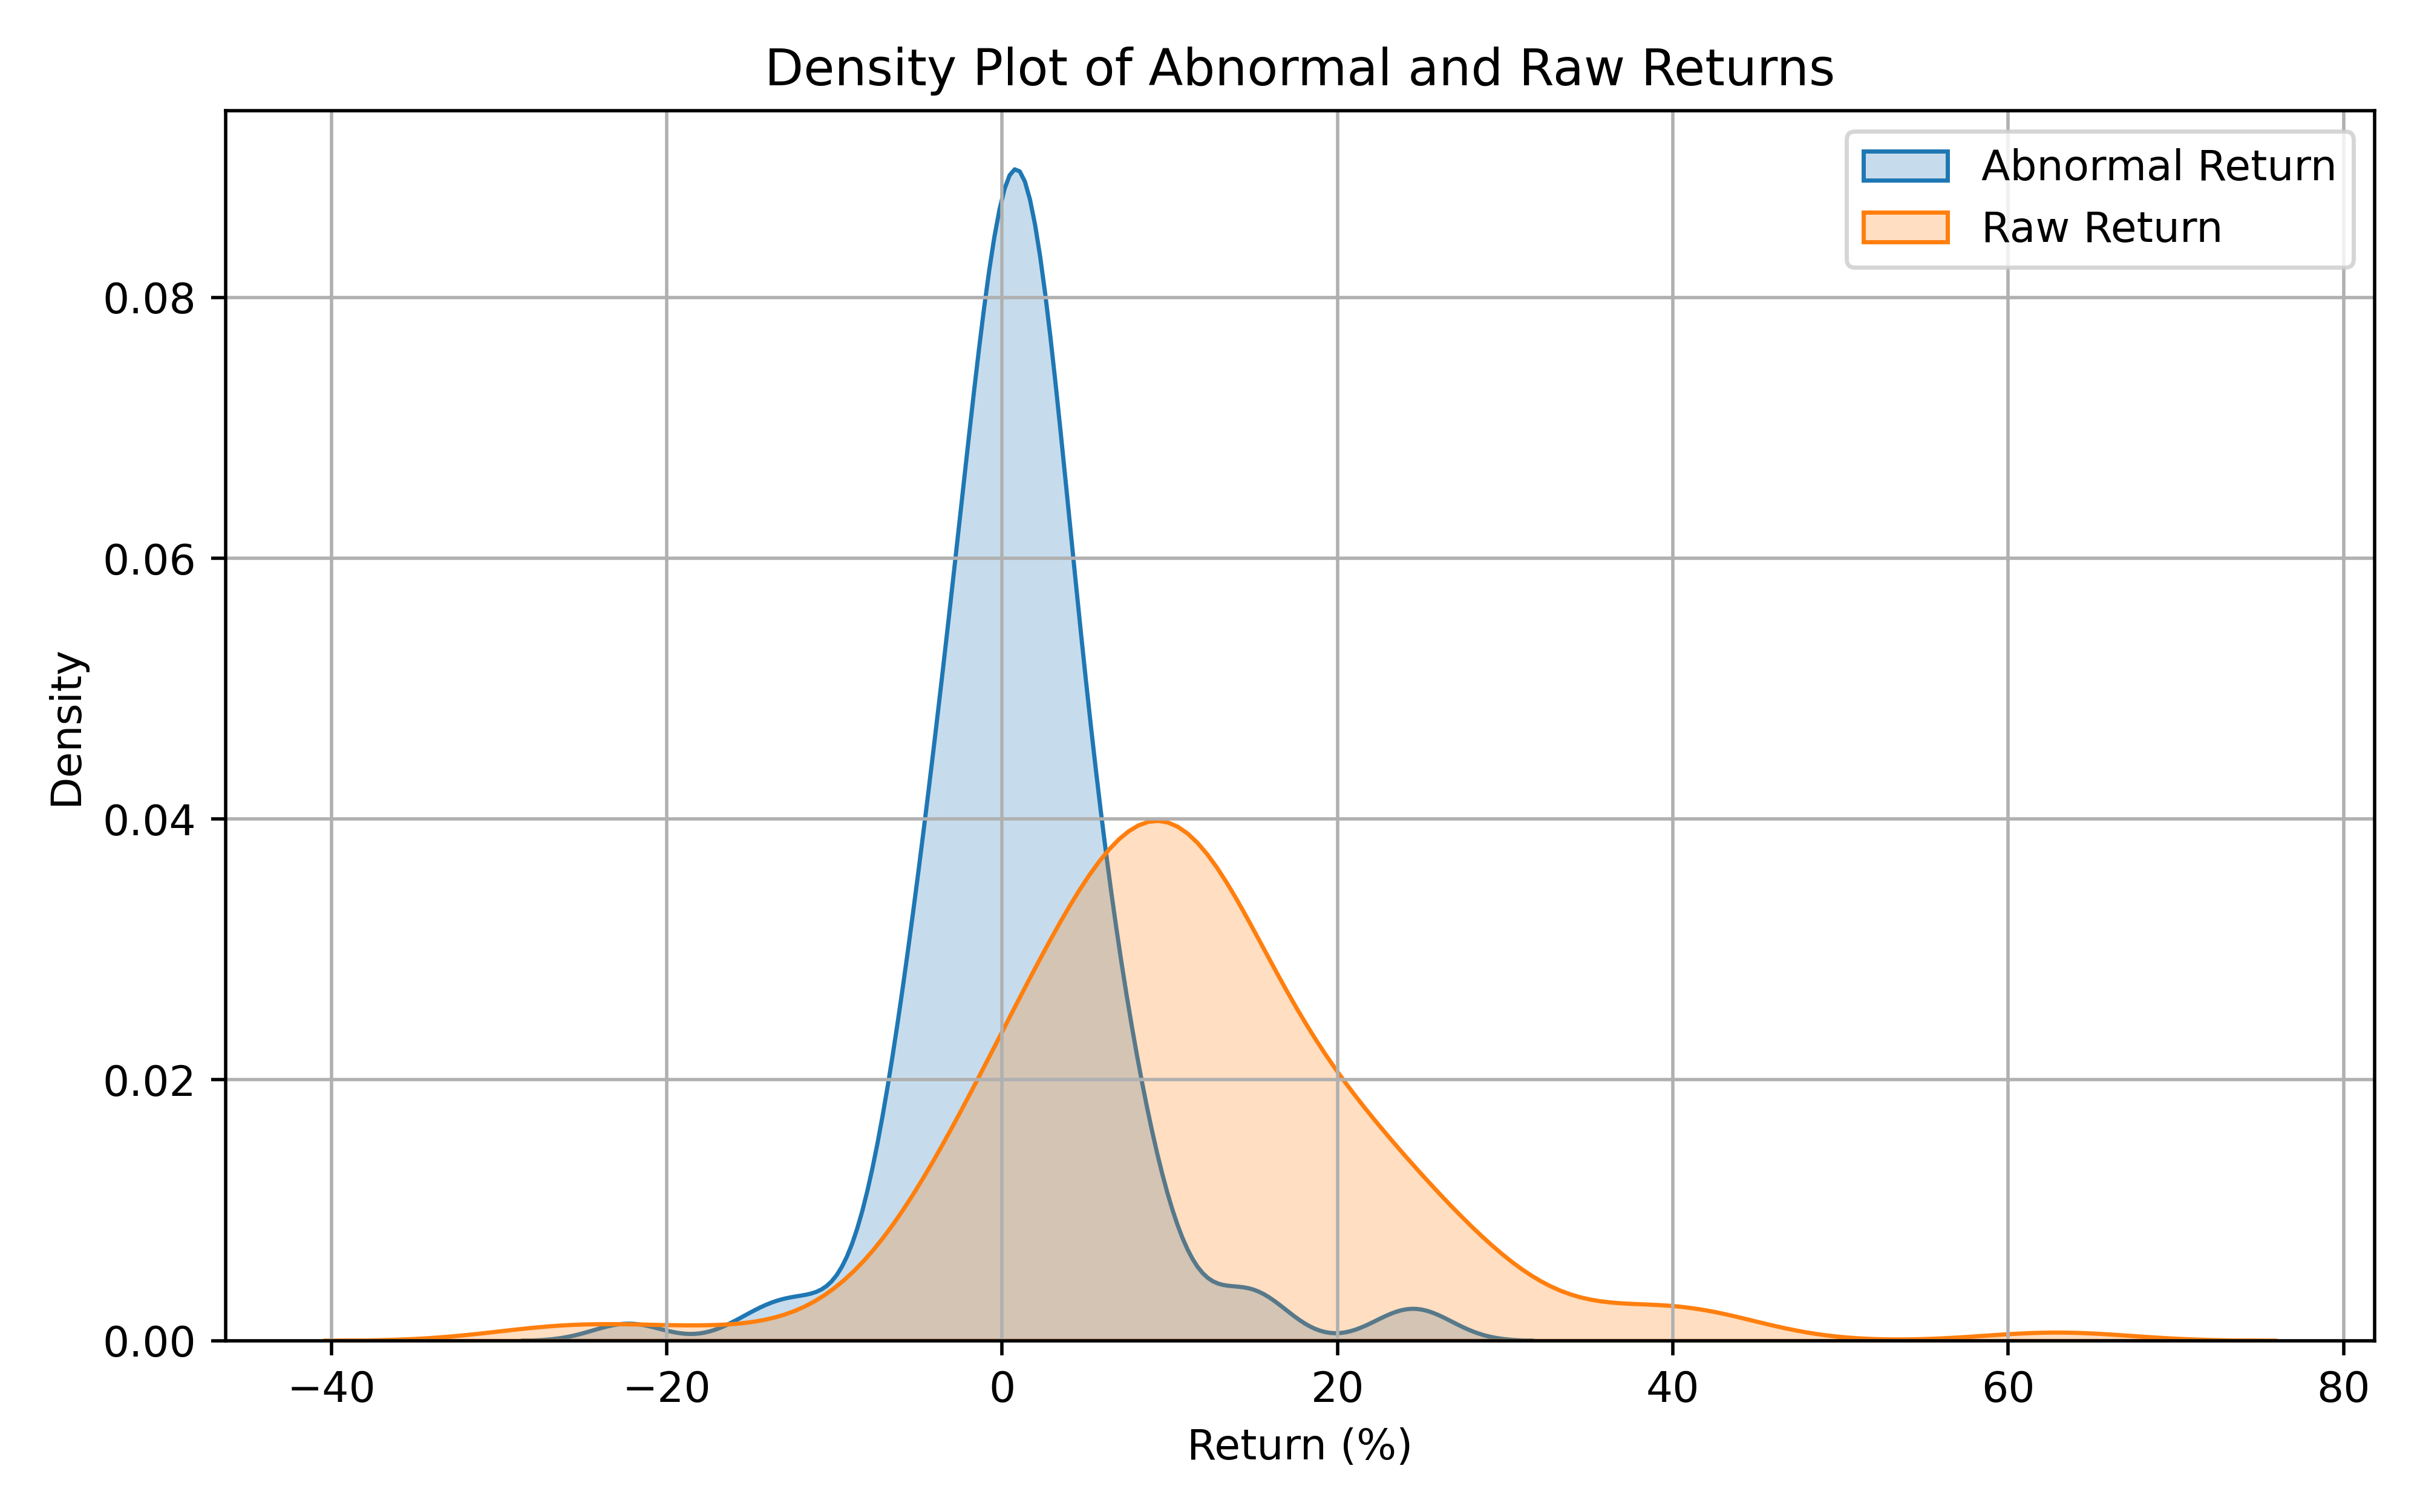 Density Plot of Abnormal and Raw Returns
Abnormal Return
Raw Return
0.08
0.06
0.04
0.02
0.00
Density
−40 −20 0 20 40 60 80
Return (%)